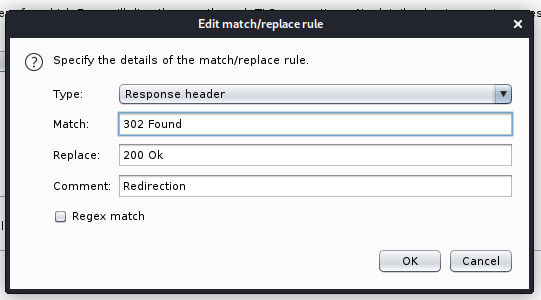 Edit match/replace rule
Specify the details of the match/replace rule.
Type: Response header
Match: 302 Found
Replace: 200 Ok
Comment: Redirection
Regex match
OK Cancel